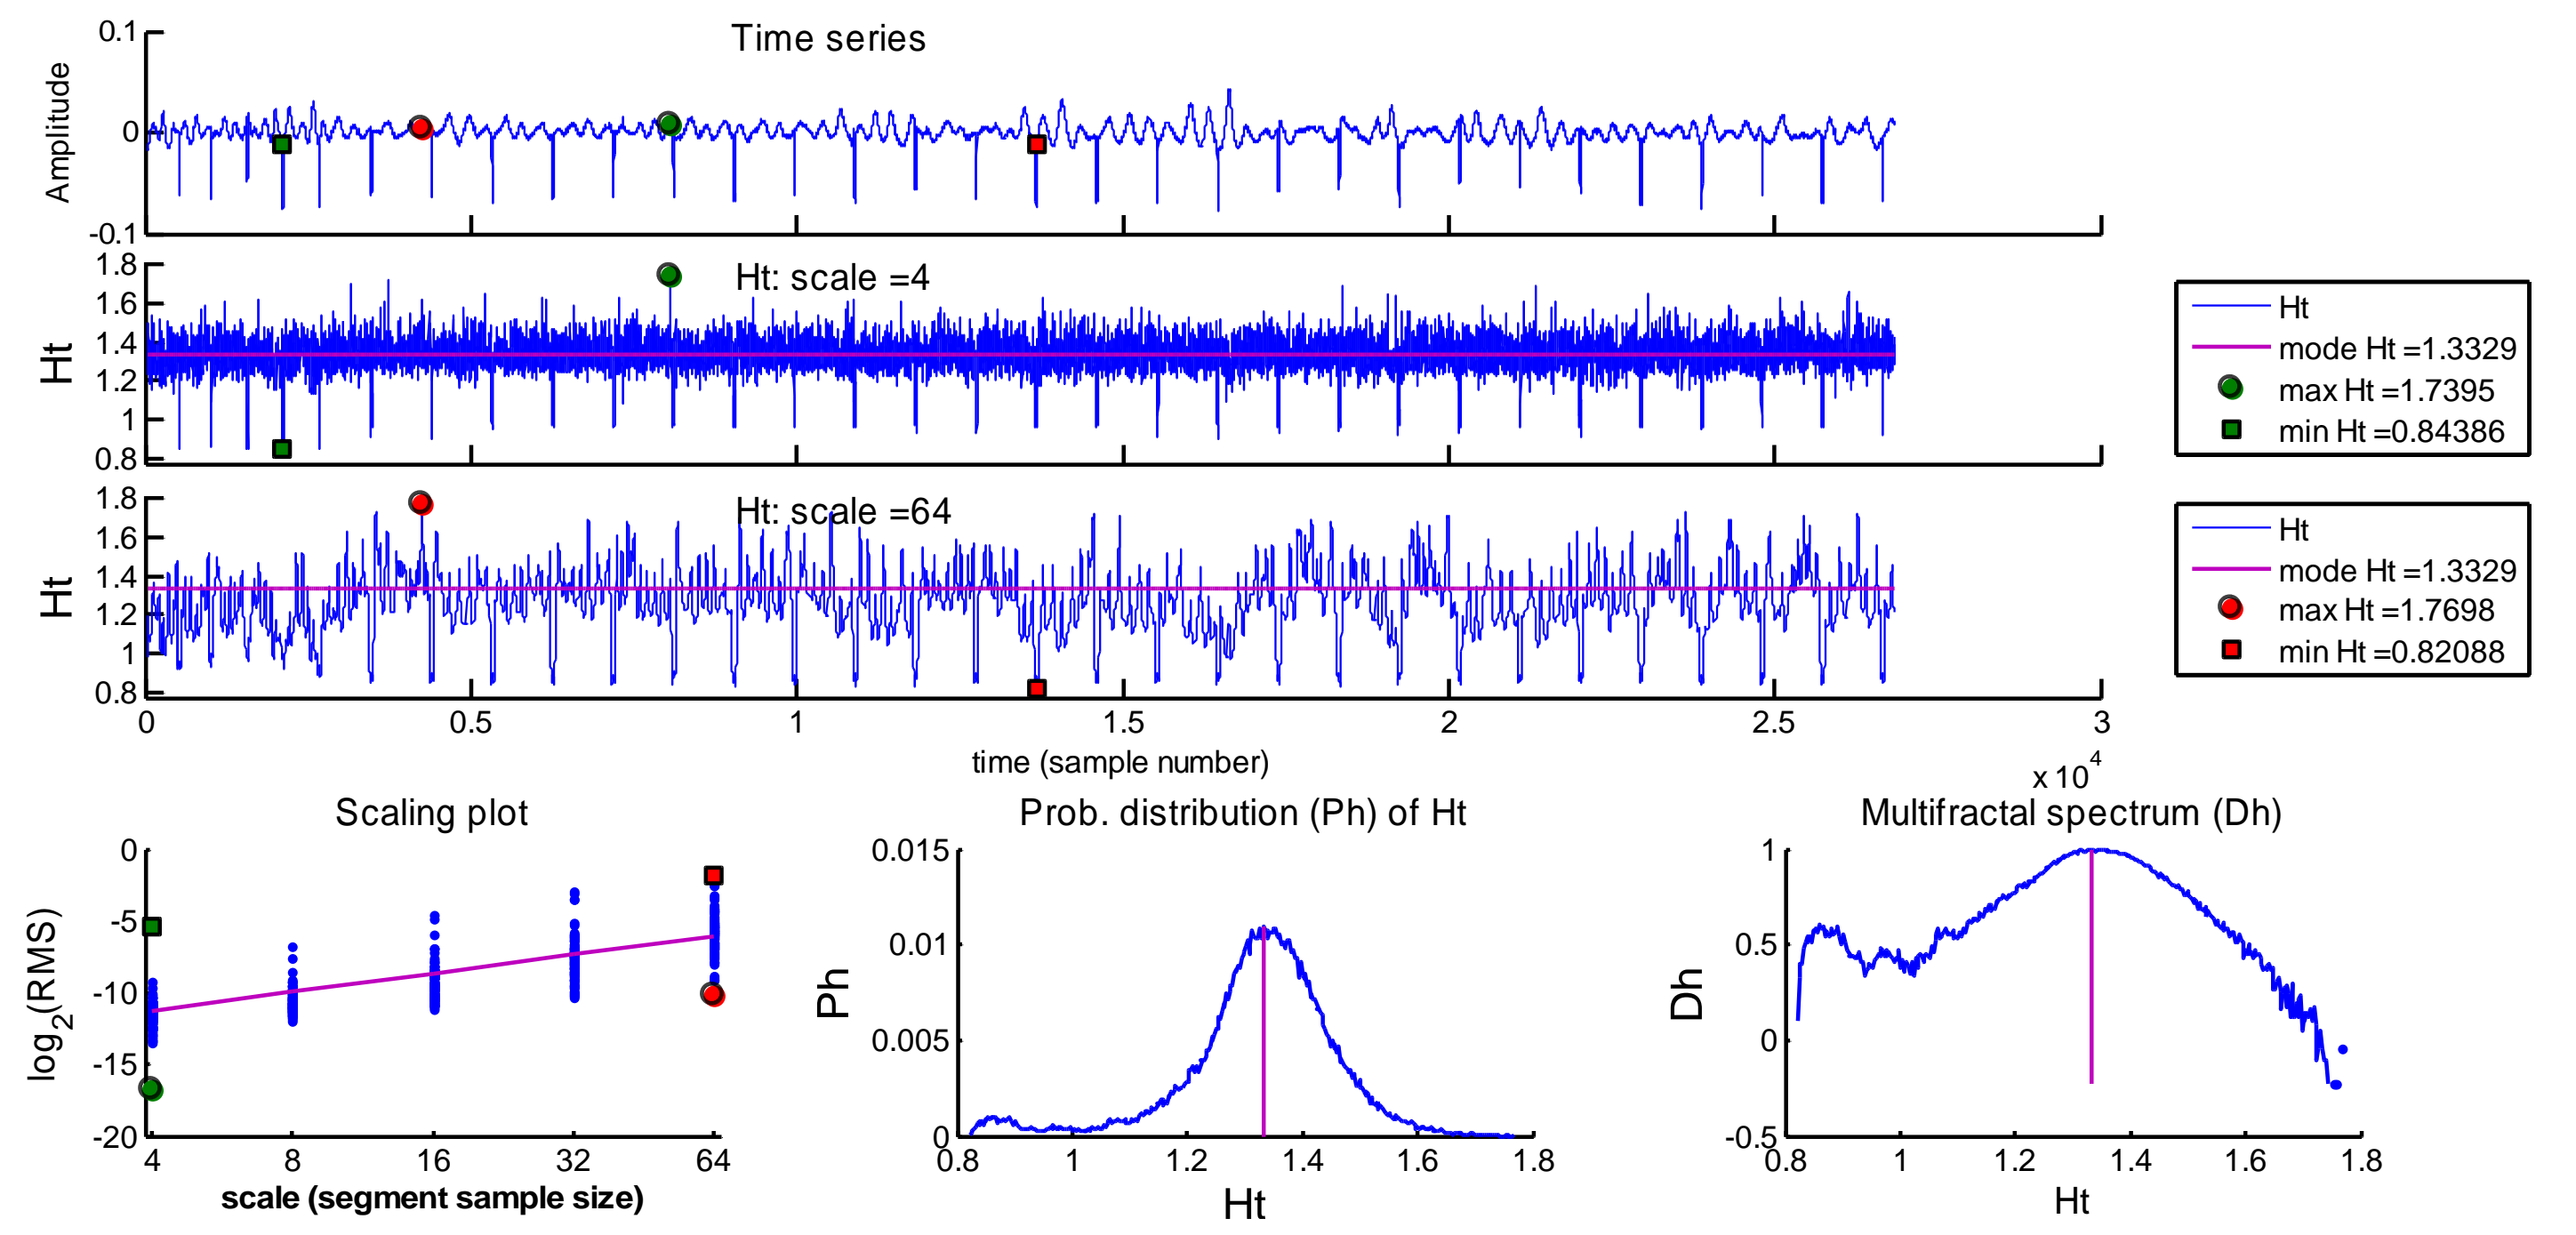 Time series
Amplitude
0.1
0
-0.1
Ht: scale =4
Ht
1.8
1.6
1.4
1.2
1
0.8
Ht
mode Ht =1.3329
max Ht =1.7395
min Ht =0.84386
Ht: scale =64
Ht
1.8
1.6
1.4
1.2
1
0.8
Ht
mode Ht =1.3329
max Ht =1.7698
min Ht =0.82088
0 0.5 1 1.5 2 2.5 3
time (sample number)
x 10^4
Scaling plot
log_2(RMS)
0
-5
-10
-15
-20
4 8 16 32 64
scale (segment sample size)
Prob. distribution (Ph) of Ht
Ph
0.015
0.01
0.005
0
0.8 1 1.2 1.4 1.6 1.8
Ht
Multifractal spectrum (Dh)
Dh
1
0.5
0
-0.5
0.8 1 1.2 1.4 1.6 1.8
Ht